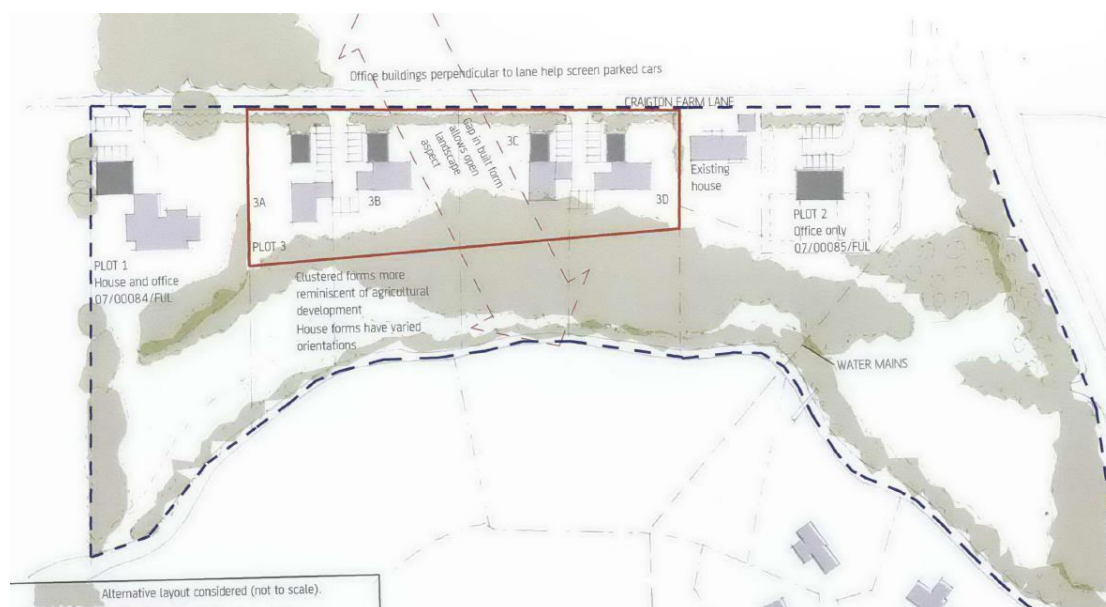 Office buildings perpendicular to lane help screen parked cars
CRAIGTON FARM LANE
Gap in built form
allows open
landscape
aspect
3C
Existing
house
3A
3B
3D
PLOT 3
PLOT 2
Office only
07/00085/FUL
PLOT 1
House and office
07/00084/FUL
Clustered forms more
reminiscent of agricultural
development
House forms have varied
orientations
WATER MAINS
Alternative layout considered (not to scale).